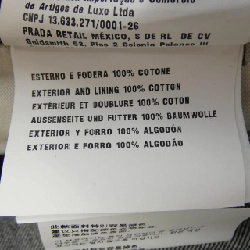 de Artigos de Luxo Ltda
CNPJ 13.633.271/0001-26
PRADA RETAIL MÉXICO, S DE RL DE CV
ESTERNO E FODERA 100% COTONE
EXTERIOR AND LINING 100% COTTON
EXTÉRIEUR ET DOUBLURE 100% COTON
AUSSENSEITE UND FUTTER 100% BAUMWOLLE
EXTERIOR Y FORRO 100% ALGODÓN
EXTERIOR E FORRO 100% ALGODÃO